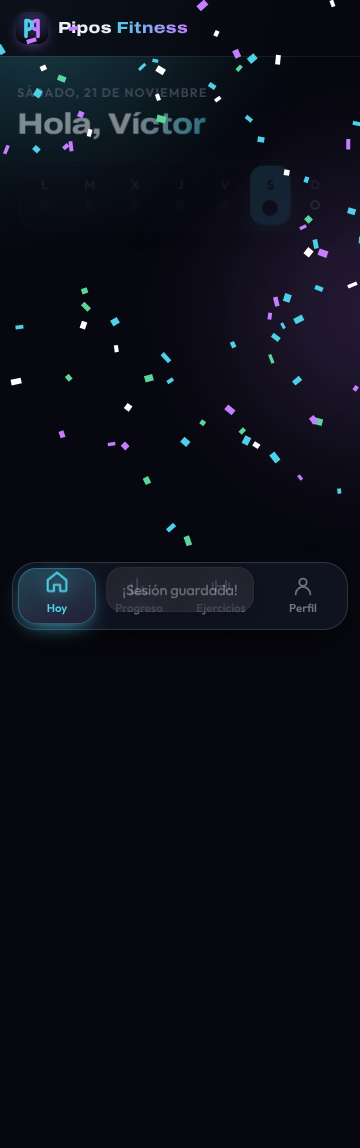 Pipos Fitness
SÁBADO, 21 DE NOVIEMBRE
Hola, Víctor
L M X J V S D
¡Sesión guardada!
Hoy Progreso Ejercicios Perfil